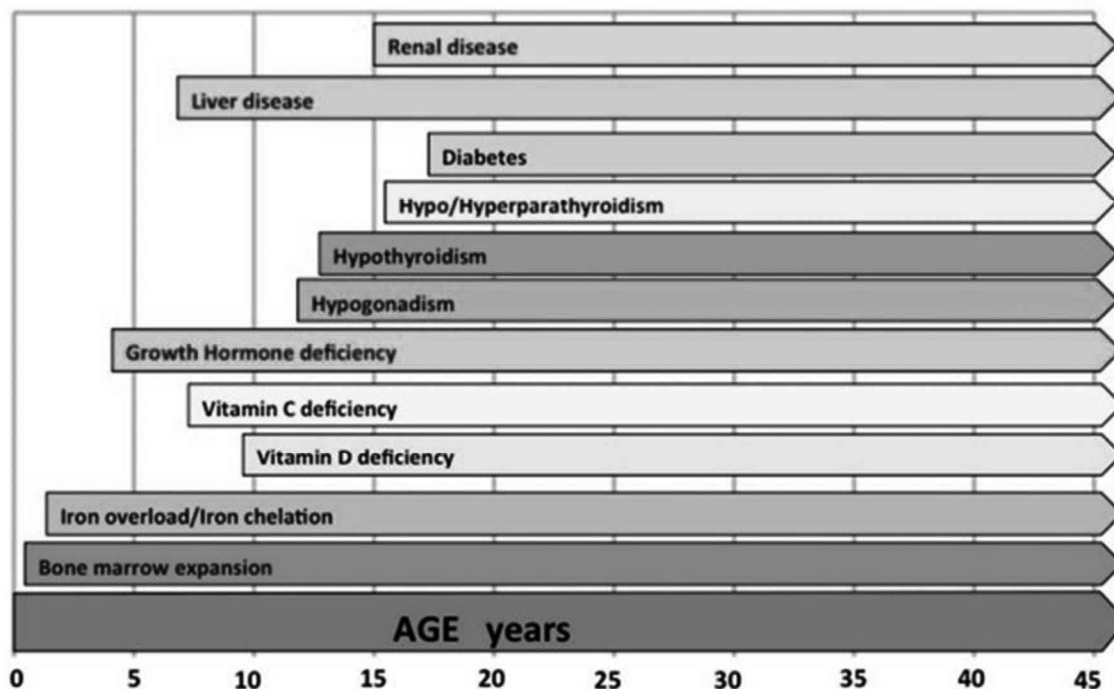 Renal disease
Liver disease
Diabetes
Hypo/Hyperparathyroidism
Hypothyroidism
Hypogonadism
Growth Hormone deficiency
Vitamin C deficiency
Vitamin D deficiency
Iron overload/Iron chelation
Bone marrow expansion
AGE years
0 5 10 15 20 25 30 35 40 45